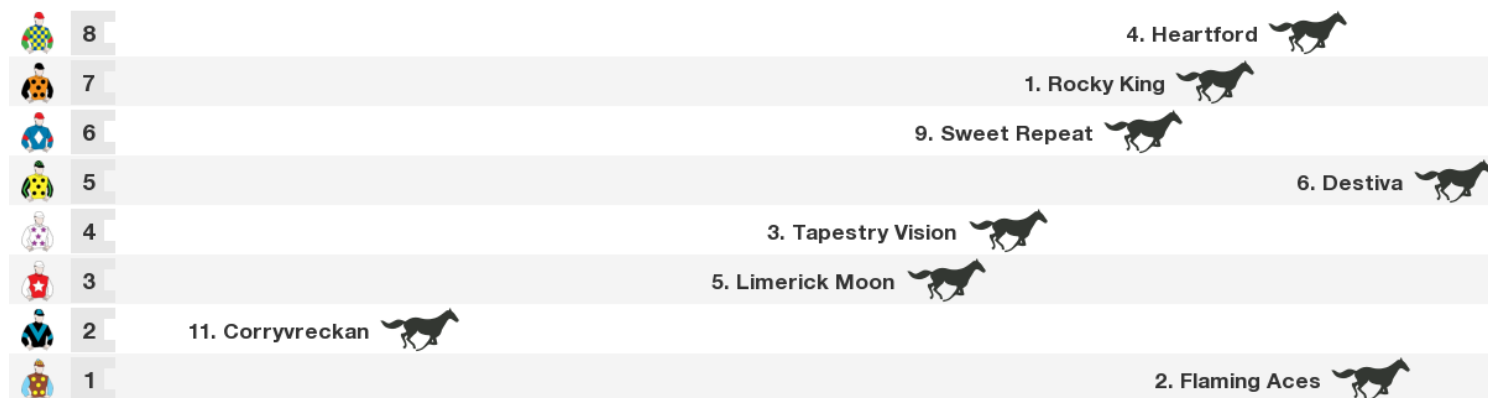 8 4. Heartford
7 1. Rocky King
6 9. Sweet Repeat
5 6. Destiva
4 3. Tapestry Vision
3 5. Limerick Moon
2 11. Corryvreckan
1 2. Flaming Aces